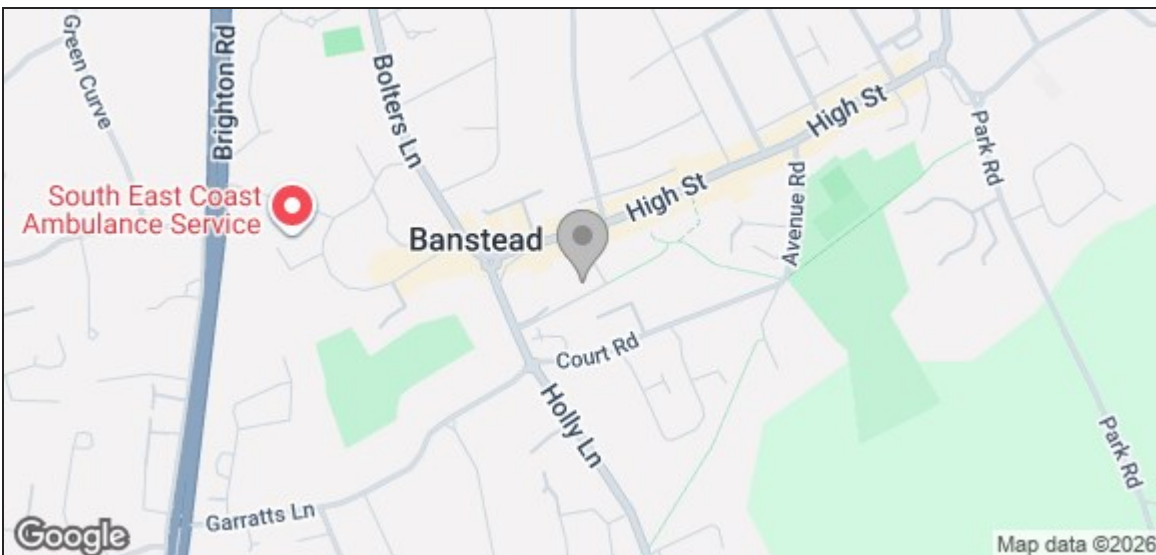 Green Curve
Brighton Rd
Bolters Ln
High St
Park Rd
South East Coast
Ambulance Service
High St
Avenue Rd
Banstead
Court Rd
Holly Ln
Park Rd
Garratts Ln
Google
Map data ©2026